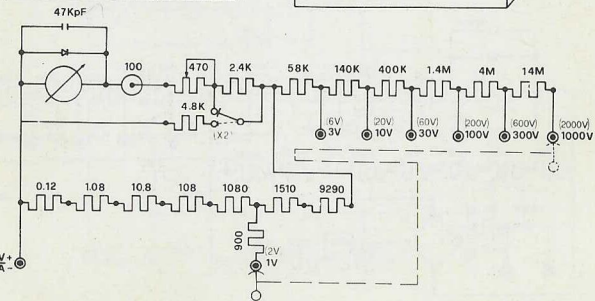 47KpF
100
470
2.4K
58K
140K
400K
1.4M
4M
14M
4.8K
(X2)
(6V)
3V
(20V)
10V
(60V)
30V
(200V)
100V
(600V)
300V
(2000V)
1000V
0.12
1.08
10.8
108
1080
1510
9290
900
(2V)
1V
V+
A-